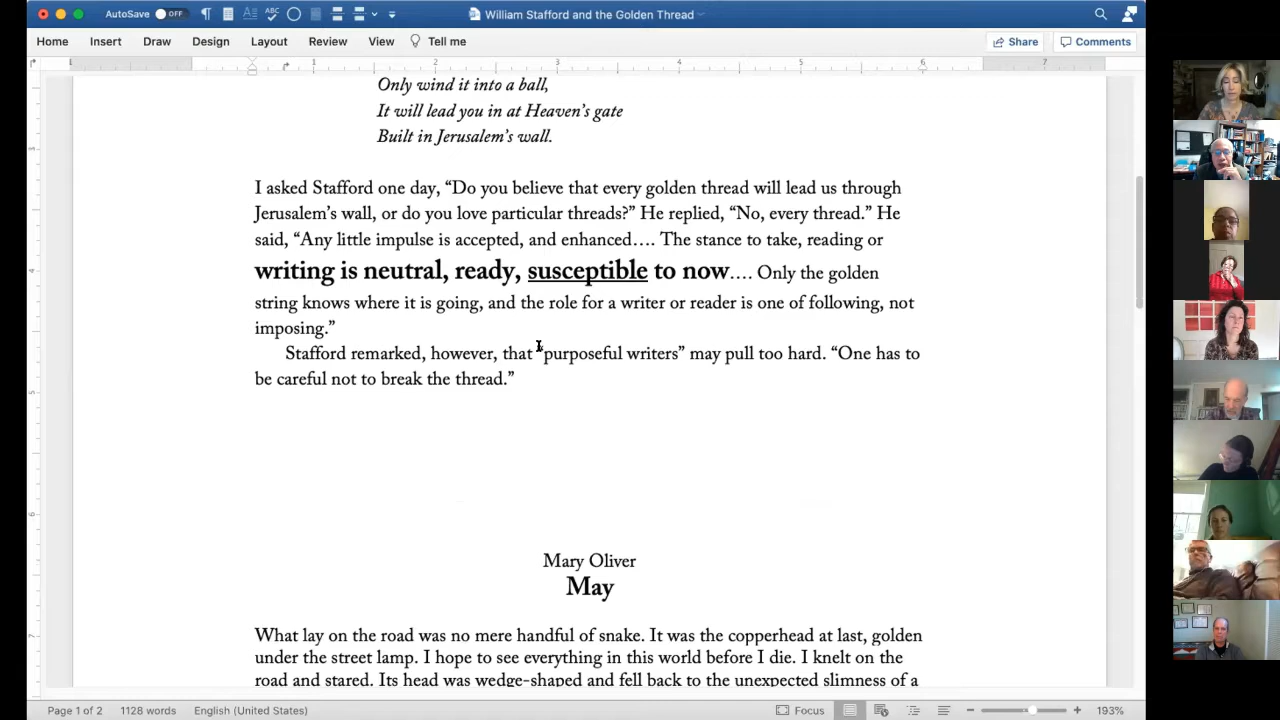 AutoSave OFF
William Stafford and the Golden Thread
Home Insert Draw Design Layout References Review View Tell me Share Comments
1 1 2 3 4 5 6 7
Only wind it into a ball,
It will lead you in at Heaven's gate
Built in Jerusalem's wall.
I asked Stafford one day, “Do you believe that every golden thread will lead us through
Jerusalem's wall, or do you love particular threads?” He replied, “No, every thread.” He
said, “Any little impulse is accepted, and enhanced…. The stance to take, reading or
writing is neutral, ready, susceptible to now…. Only the golden
string knows where it is going, and the role for a writer or reader is one of following, not
imposing.”
Stafford remarked, however, that “purposeful writers” may pull too hard. “One has to
be careful not to break the thread.”
Mary Oliver
May
What lay on the road was no mere handful of snake. It was the copperhead at last, golden
under the street lamp. I hope to see everything in this world before I die. I knelt on the
road and stared. Its head was wedge-shaped and fell back to the unexpected slimness of a
Page 1 of 2 1128 words English (United States) Focus 193%